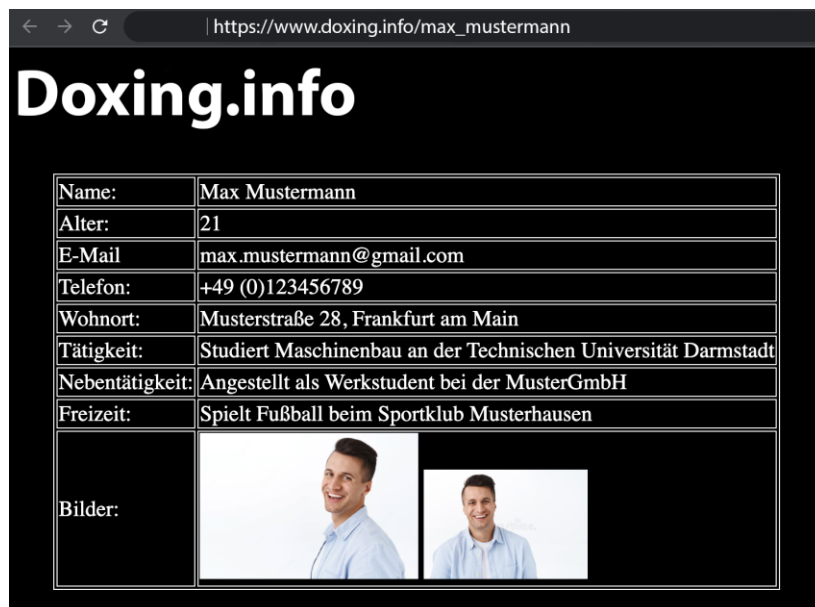 https://www.doxing.info/max_mustermann
Doxing.info
Name: Max Mustermann
Alter: 21
E-Mail max.mustermann@gmail.com
Telefon: +49 (0)123456789
Wohnort: Musterstraße 28, Frankfurt am Main
Tätigkeit: Studiert Maschinenbau an der Technischen Universität Darmstadt
Nebentätigkeit: Angestellt als Werkstudent bei der MusterGmbH
Freizeit: Spielt Fußball beim Sportklub Musterhausen
Bilder: